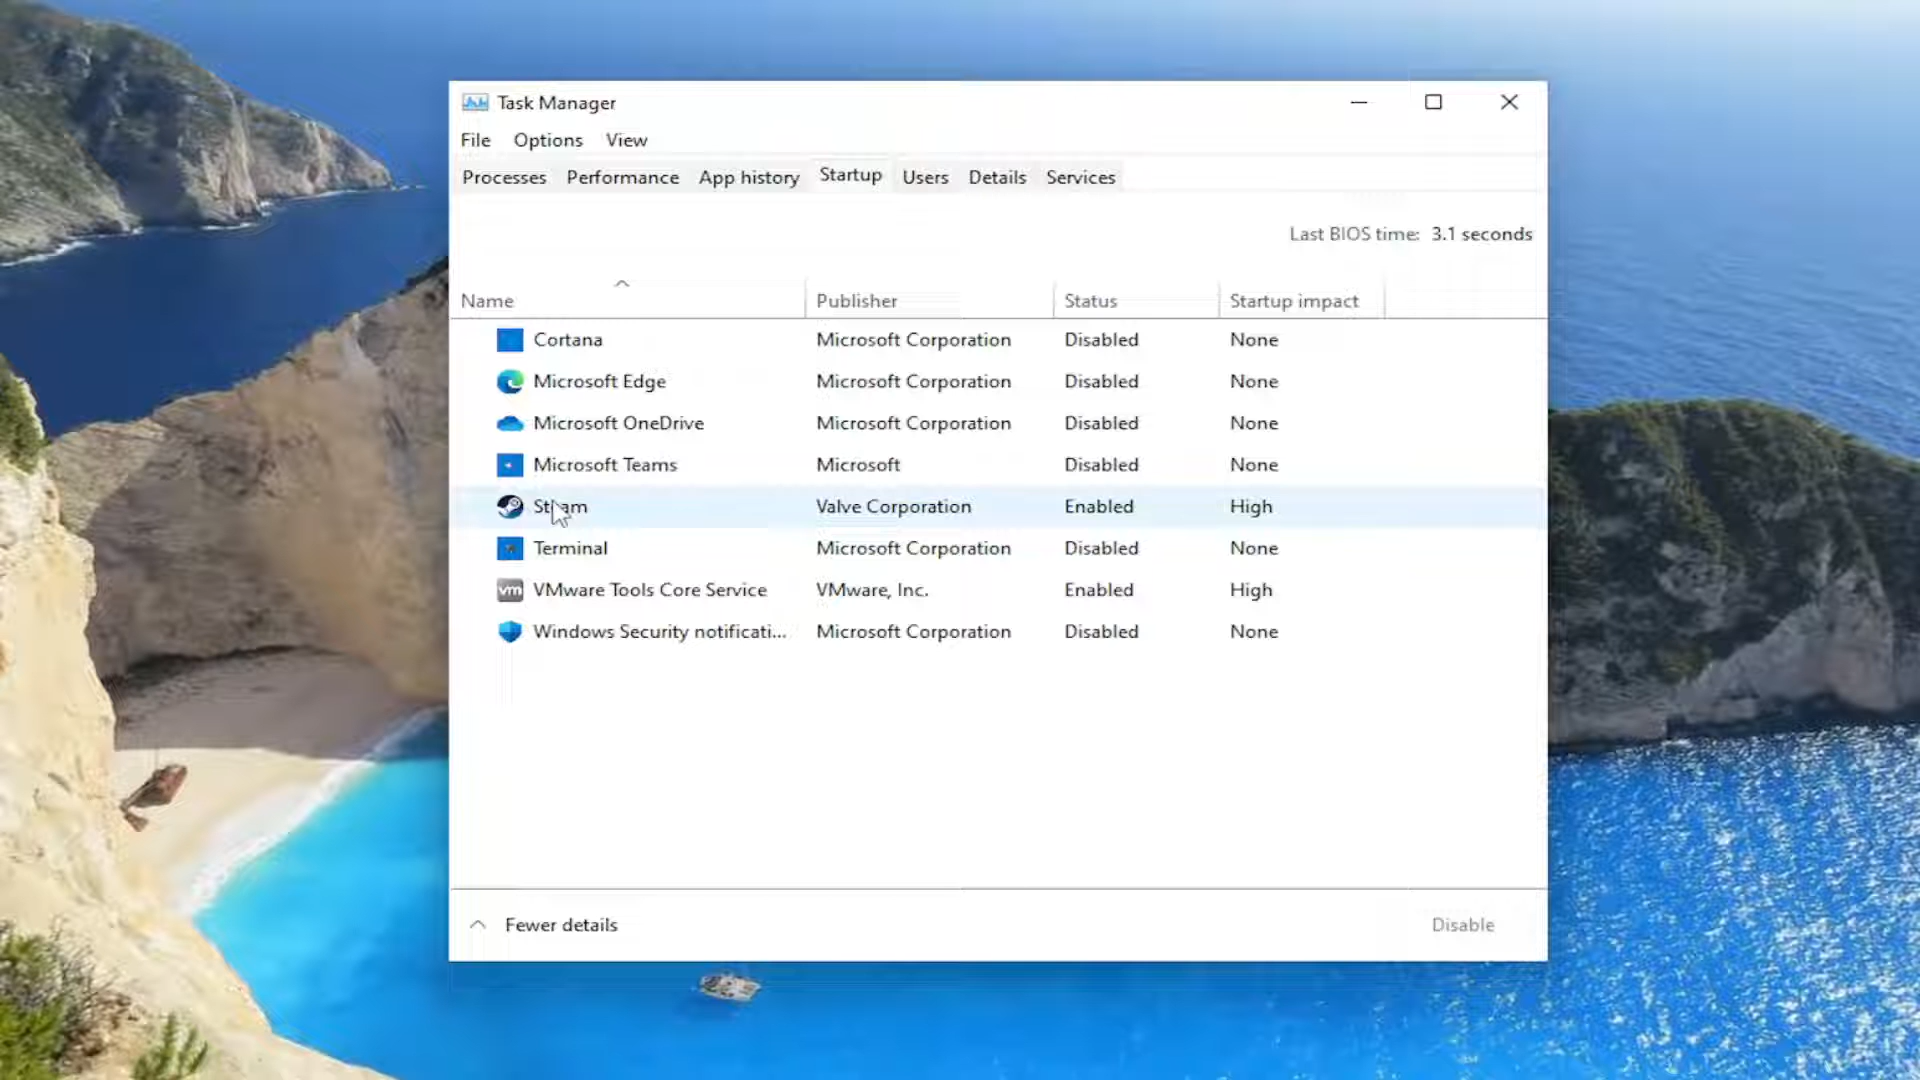 Task Manager
File Options View
Processes Performance App history Startup Users Details Services
Last BIOS time: 3.1 seconds
Name Publisher Status Startup impact
Cortana Microsoft Corporation Disabled None
Microsoft Edge Microsoft Corporation Disabled None
Microsoft OneDrive Microsoft Corporation Disabled None
Microsoft Teams Microsoft Disabled None
Steam Valve Corporation Enabled High
Terminal Microsoft Corporation Disabled None
vm VMware Tools Core Service VMware, Inc. Enabled High
Windows Security notificati... Microsoft Corporation Disabled None
Fewer details Disable